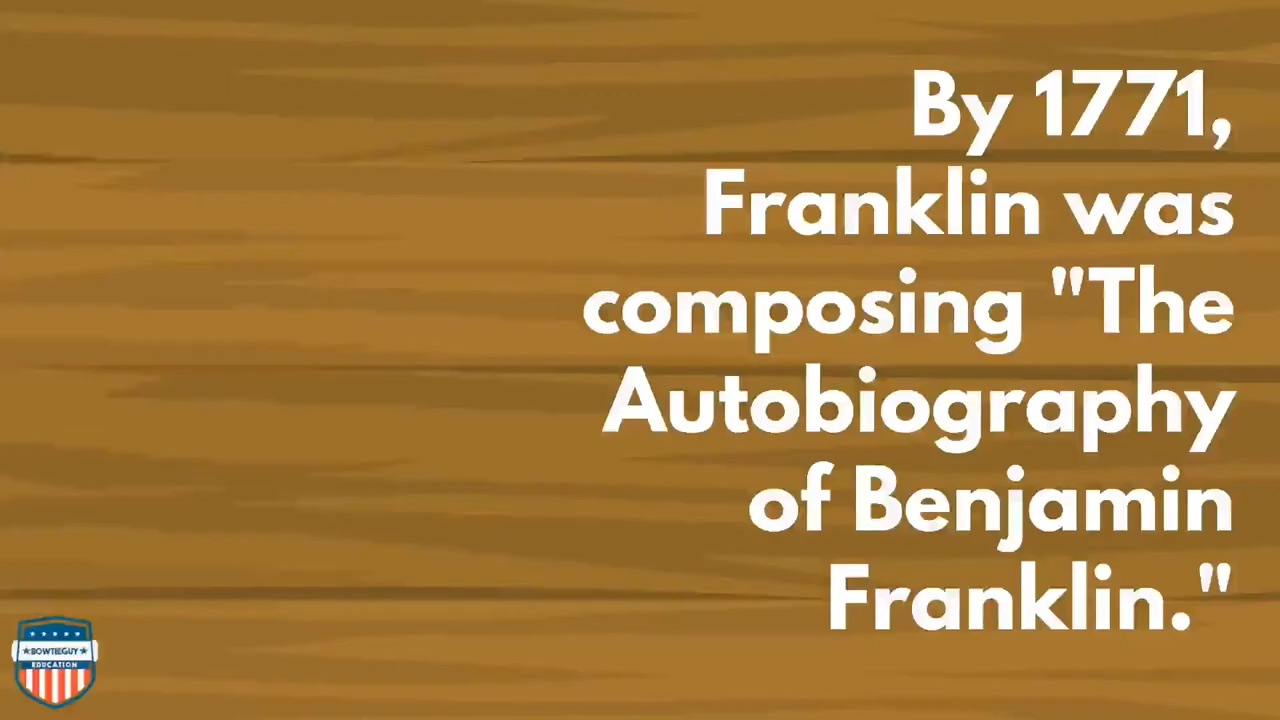 By 1771,
Franklin was
composing "The
Autobiography
of Benjamin
Franklin."
BOWTIEGUY
EDUCATION